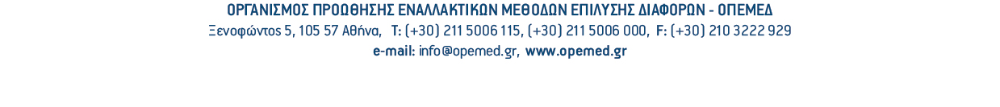 ΟΡΓΑΝΙΣΜΟΣ ΠΡΟΩΘΗΣΗΣ ΕΝΑΛΛΑΚΤΙΚΩΝ ΜΕΘΟΔΩΝ ΕΠΙΛΥΣΗΣ ΔΙΑΦΟΡΩΝ - ΟΠΕΜΕΔ
Ξενοφώντος 5, 105 57 Αθήνα, T: (+30) 211 5006 115, (+30) 211 5006 000, F: (+30) 210 3222 929
e-mail: info@opemed.gr, www.opemed.gr